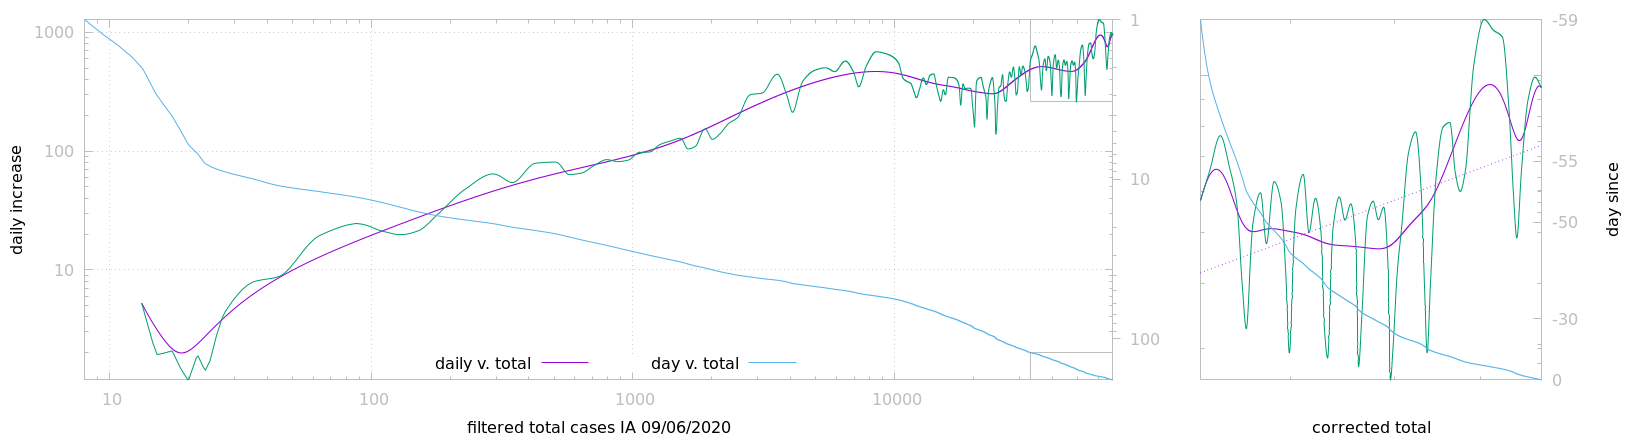 1000
100
10
daily increase
10
100
1000
10000
filtered total cases IA 09/06/2020
daily v. total
day v. total
1
10
100
-59
-55
-50
-30
0
day since
corrected total